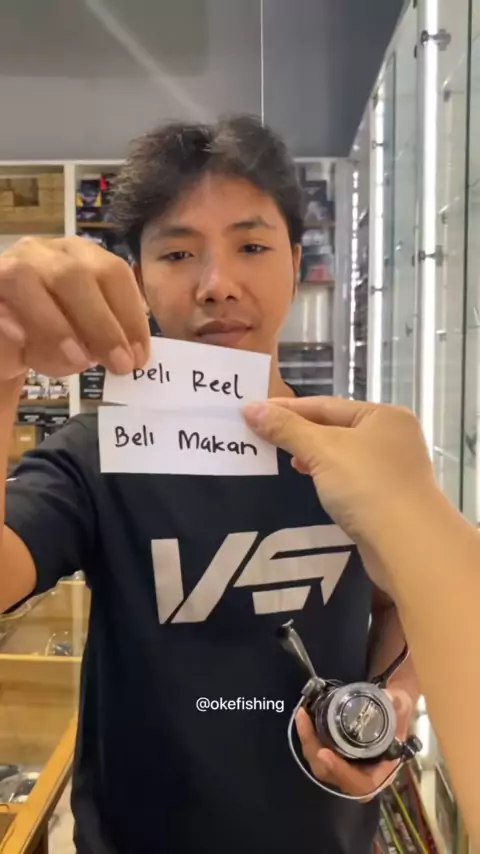 Beli Reel
Beli Makan
VS
@okefishing